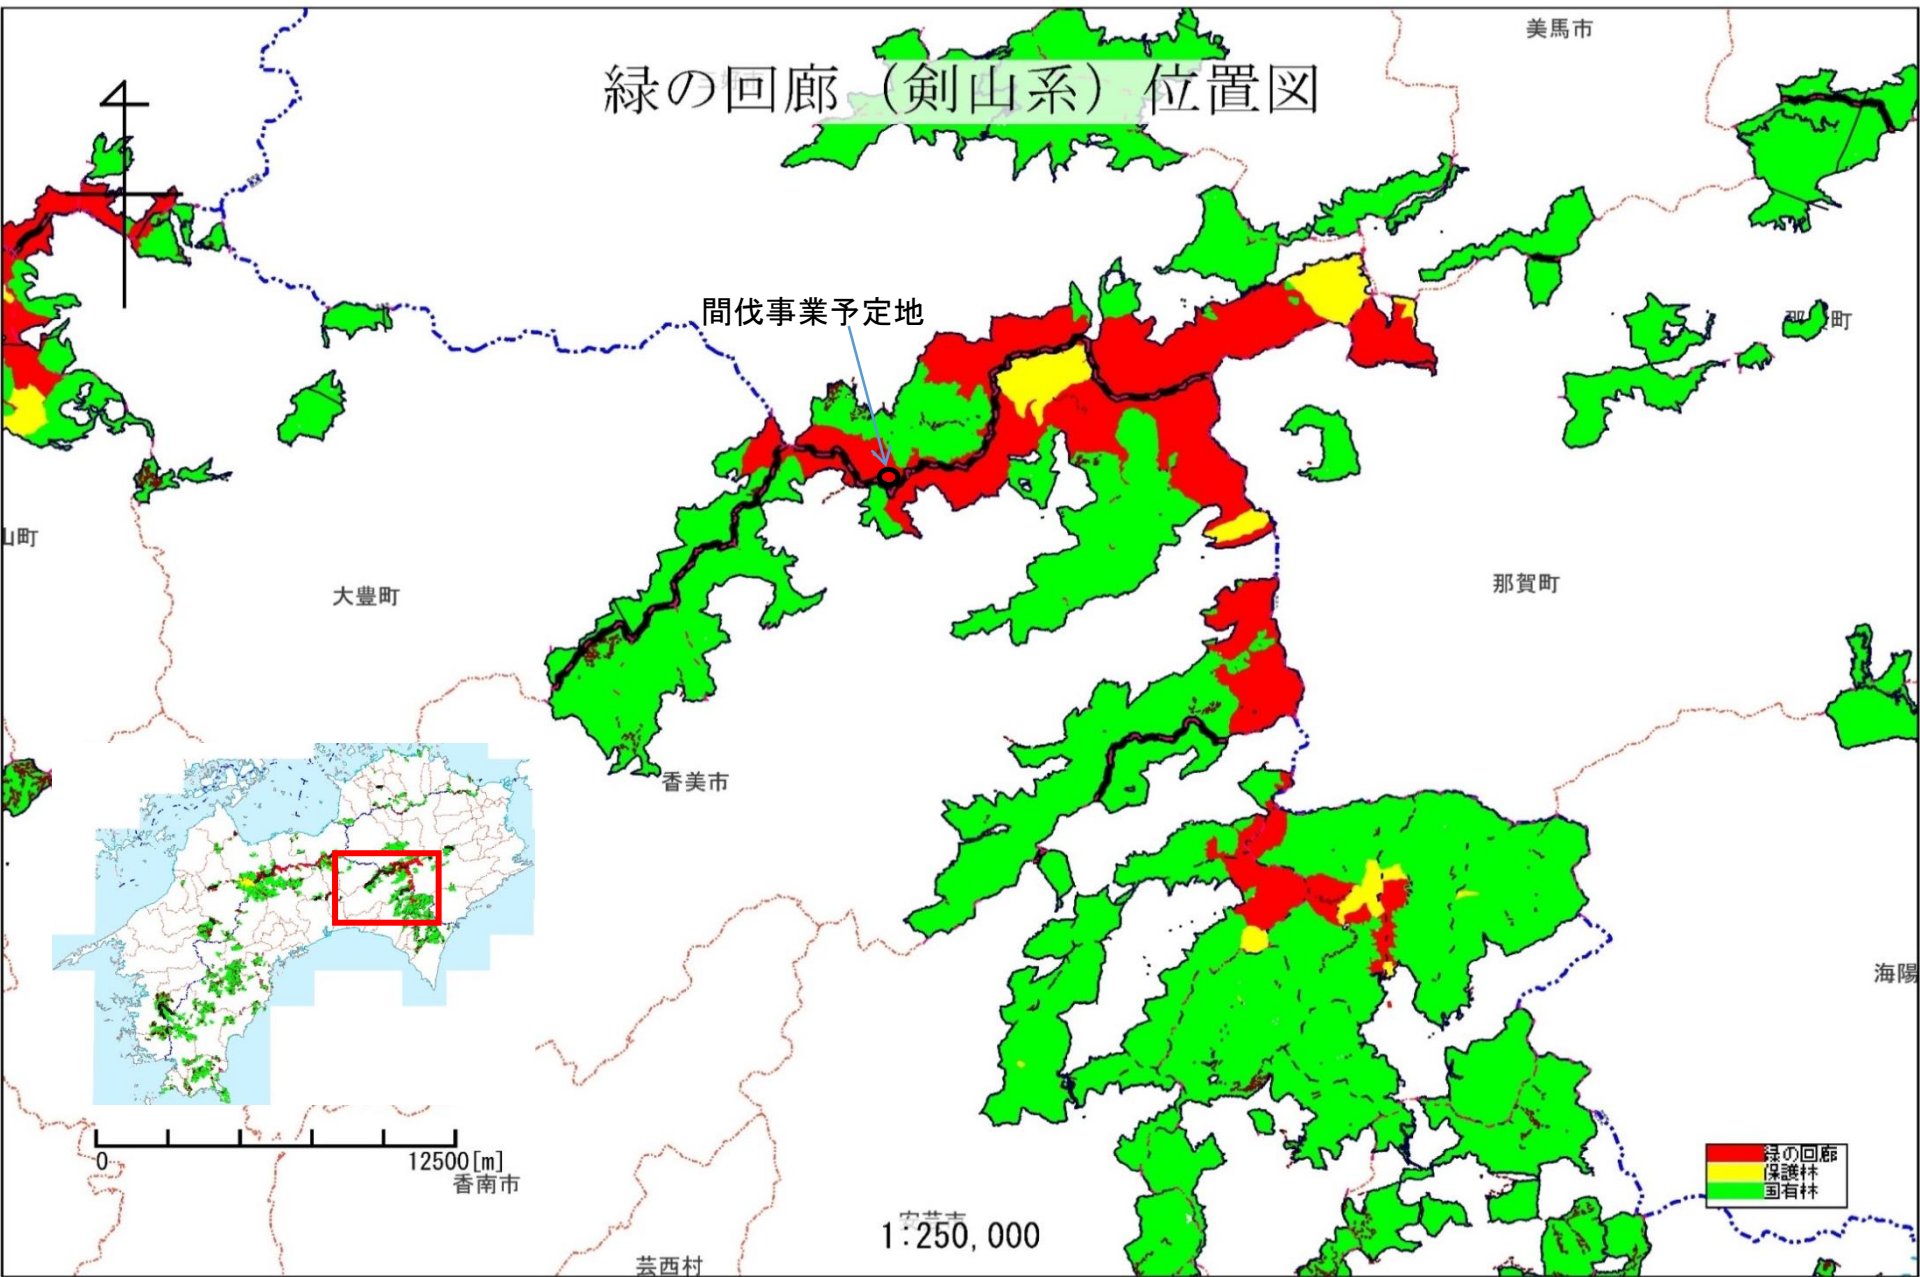 美馬市
緑の回廊（剣山系）位置図
間伐事業予定地
山町
大豊町
那賀町
香美市
海陽
0
12500[m]
香南市
緑の回廊
保護林
国有林
1:250,000
芸西村